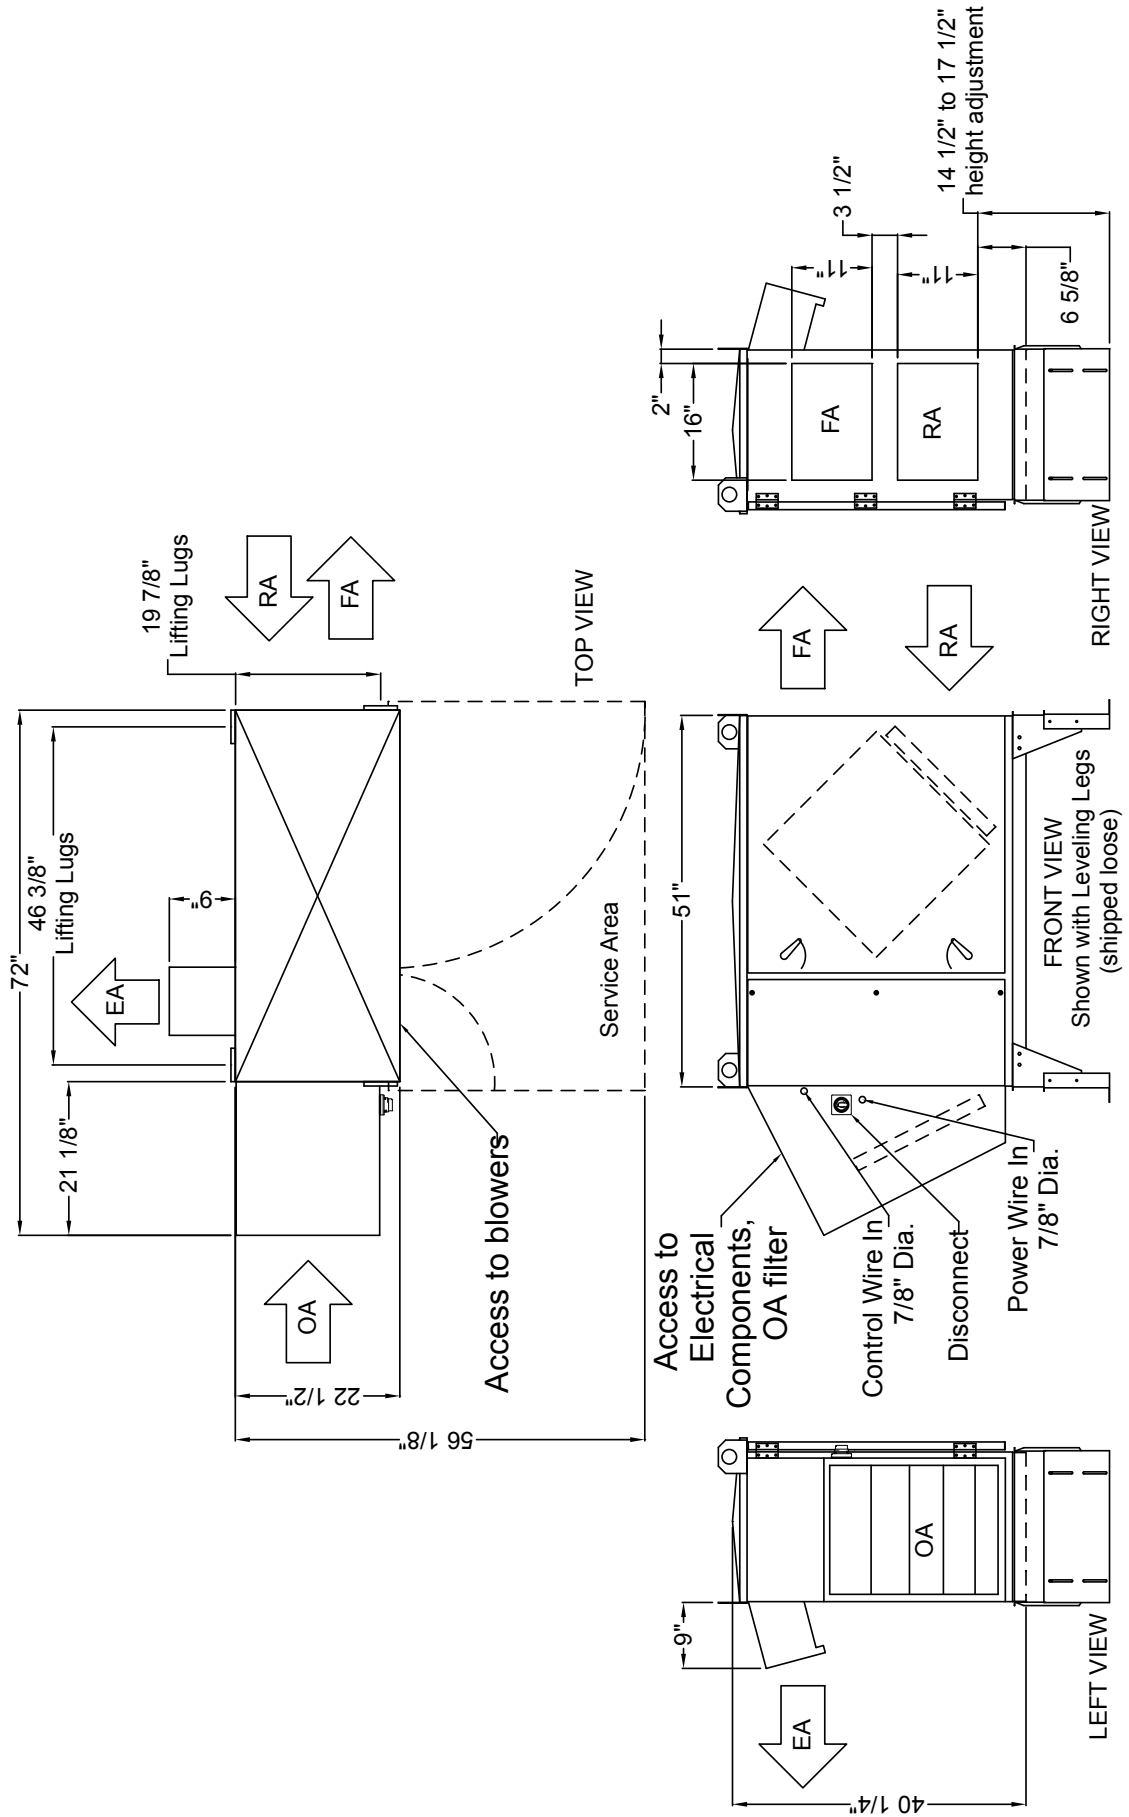 72"
46 3/8"
Lifting Lugs
21 1/8"
9"
EA
19 7/8"
Lifting Lugs
RA
FA
OA
22 1/2"
56 1/8"
Access to blowers
Service Area
TOP VIEW
9"
EA
40 1/4"
OA
LEFT VIEW
Access to
Electrical
Components,
OA filter
Control Wire In
7/8" Dia.
Disconnect
Power Wire In
7/8" Dia.
51"
FA
RA
FRONT VIEW
Shown with Leveling Legs
(shipped loose)
2"
16"
FA
RA
11"
11"
3 1/2"
14 1/2" to 17 1/2"
height adjustment
6 5/8"
RIGHT VIEW